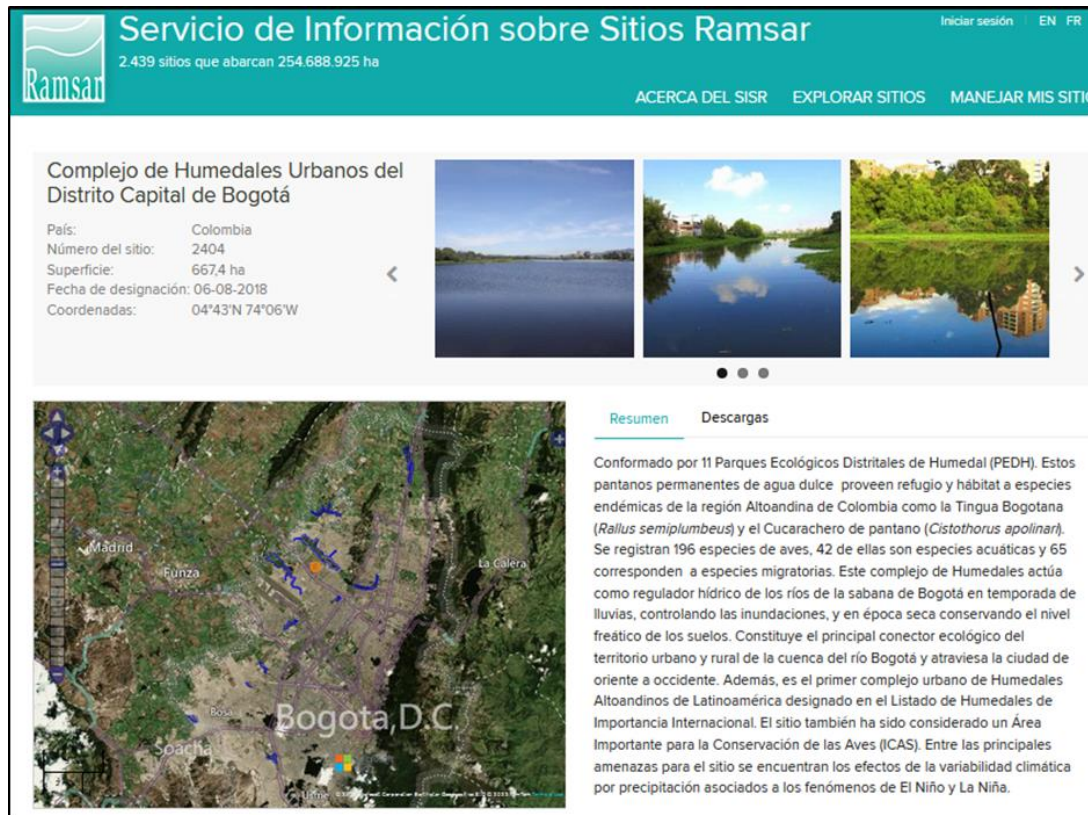 Servicio de Información sobre Sitios Ramsar
Iniciar sesión EN FR
2.439 sitios que abarcan 254.688.925 ha
Ramsar
ACERCA DEL SISR EXPLORAR SITIOS MANEJAR MIS SITIO
Complejo de Humedales Urbanos del
Distrito Capital de Bogotá
País: Colombia
Número del sitio: 2404
Superficie: 667,4 ha
Fecha de designación: 06-08-2018
Coordenadas: 04°43'N 74°06'W
Madrid
Funza
La Calera
Bosa
Bogota,D.C.
Soacha
Usme
Resumen Descargas
Conformado por 11 Parques Ecológicos Distritales de Humedal (PEDH). Estos
pantanos permanentes de agua dulce proveen refugio y hábitat a especies
endémicas de la región Altoandina de Colombia como la Tingua Bogotana
(Rallus semiplumbeus) y el Cucarachero de pantano (Cistothorus apolinari).
Se registran 196 especies de aves, 42 de ellas son especies acuáticas y 65
corresponden a especies migratorias. Este complejo de Humedales actúa
como regulador hídrico de los ríos de la sabana de Bogotá en temporada de
lluvias, controlando las inundaciones, y en época seca conservando el nivel
freático de los suelos. Constituye el principal conector ecológico del
territorio urbano y rural de la cuenca del río Bogotá y atraviesa la ciudad de
oriente a occidente. Además, es el primer complejo urbano de Humedales
Altoandinos de Latinoamérica designado en el Listado de Humedales de
Importancia Internacional. El sitio también ha sido considerado un Área
Importante para la Conservación de las Aves (ICAS). Entre las principales
amenazas para el sitio se encuentran los efectos de la variabilidad climática
por precipitación asociados a los fenómenos de El Niño y La Niña.